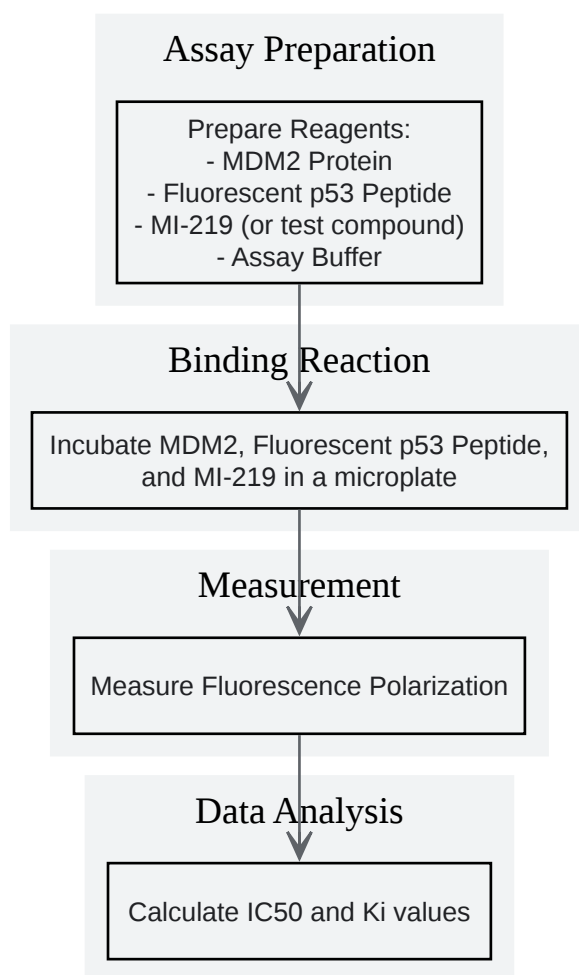 Assay Preparation
Prepare Reagents:
- MDM2 Protein
- Fluorescent p53 Peptide
- MI-219 (or test compound)
- Assay Buffer
Binding Reaction
Incubate MDM2, Fluorescent p53 Peptide,
and MI-219 in a microplate
Measurement
Measure Fluorescence Polarization
Data Analysis
Calculate IC50 and Ki values